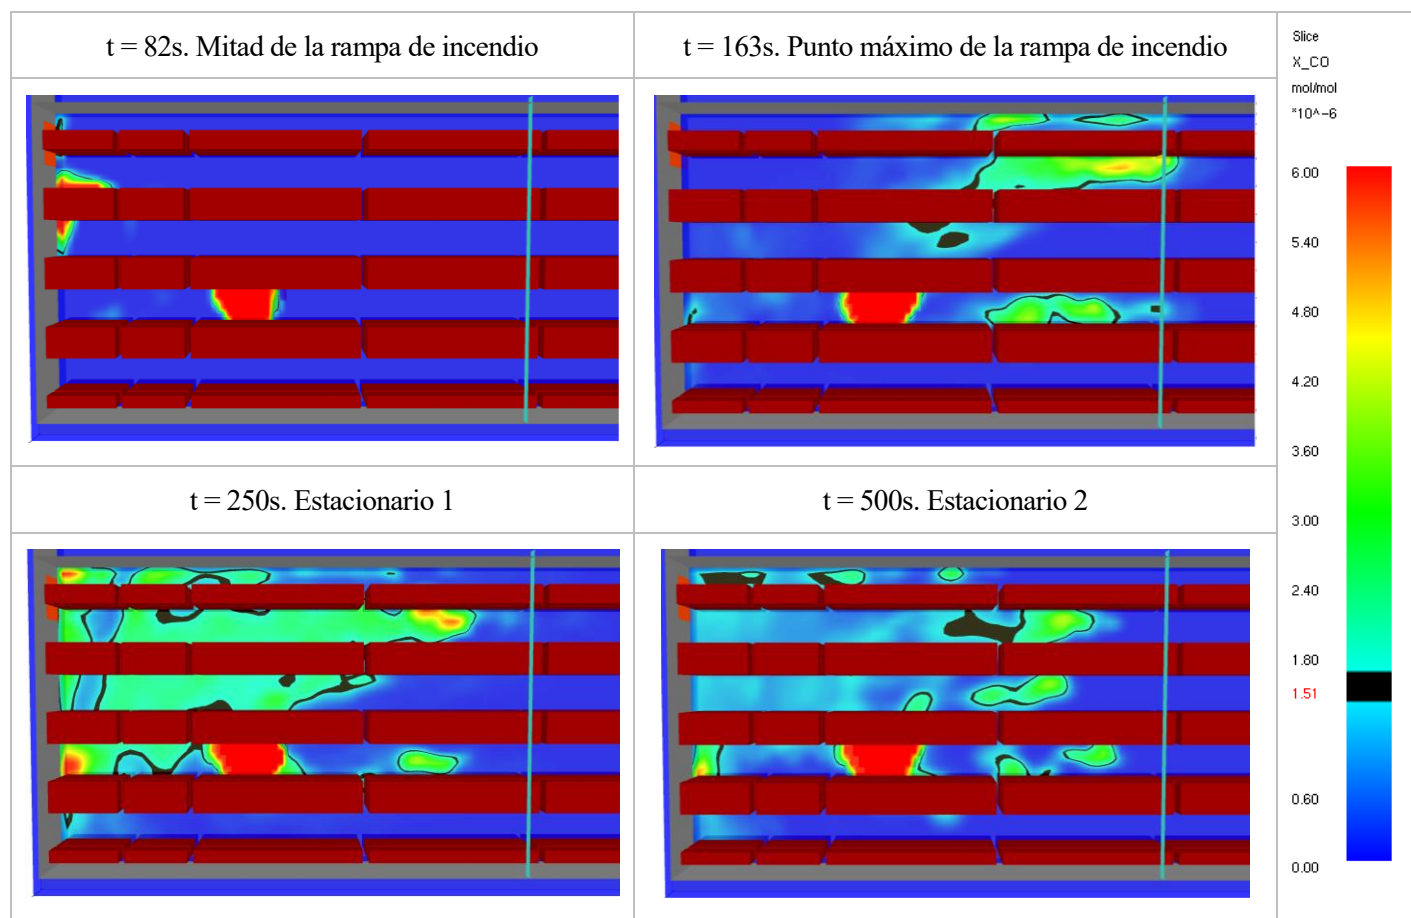 t = 82s. Mitad de la rampa de incendio
t = 163s. Punto máximo de la rampa de incendio
t = 250s. Estacionario 1
t = 500s. Estacionario 2
Slice
X_CO
mol/mol
*10^-6
6.00
5.40
4.80
4.20
3.60
3.00
2.40
1.80
1.51
0.60
0.00